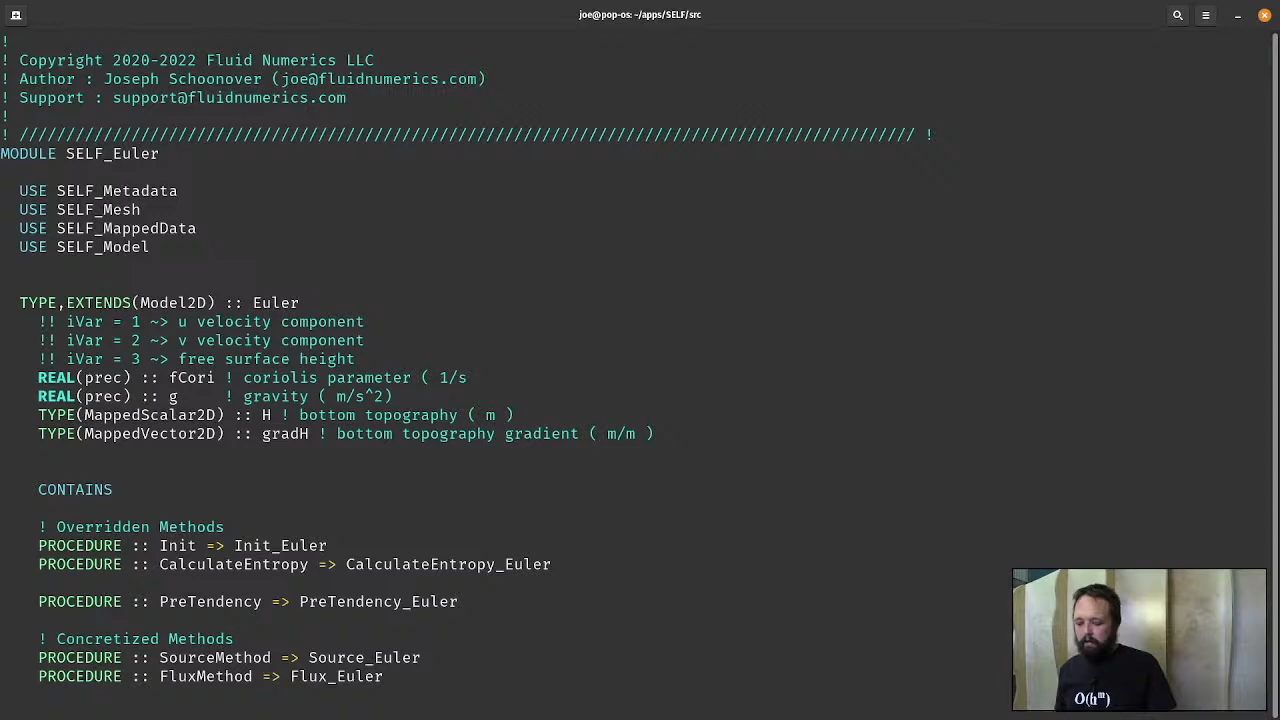 joe@pop-os: ~/apps/SELF/src
!
! Copyright 2020-2022 Fluid Numerics LLC
! Author : Joseph Schoonover (joe@fluidnumerics.com)
! Support : support@fluidnumerics.com
!
! //////////////////////////////////////////////////////////////////////////////////////////////// !
MODULE SELF_Euler
USE SELF_Metadata
USE SELF_Mesh
USE SELF_MappedData
USE SELF_Model
TYPE,EXTENDS(Model2D) :: Euler
!! iVar = 1 ~> u velocity component
!! iVar = 2 ~> v velocity component
!! iVar = 3 ~> free surface height
REAL(prec) :: fCori ! coriolis parameter ( 1/s
REAL(prec) :: g ! gravity ( m/s^2)
TYPE(MappedScalar2D) :: H ! bottom topography ( m )
TYPE(MappedVector2D) :: gradH ! bottom topography gradient ( m/m )
CONTAINS
! Overridden Methods
PROCEDURE :: Init => Init_Euler
PROCEDURE :: CalculateEntropy => CalculateEntropy_Euler
PROCEDURE :: PreTendency => PreTendency_Euler
! Concretized Methods
PROCEDURE :: SourceMethod => Source_Euler
PROCEDURE :: FluxMethod => Flux_Euler
O(h^m)